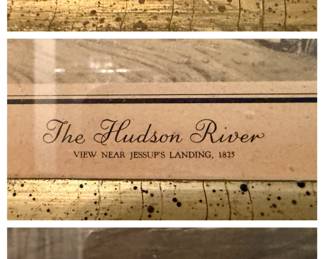 The Hudson River
VIEW NEAR JESSUP'S LANDING, 1825